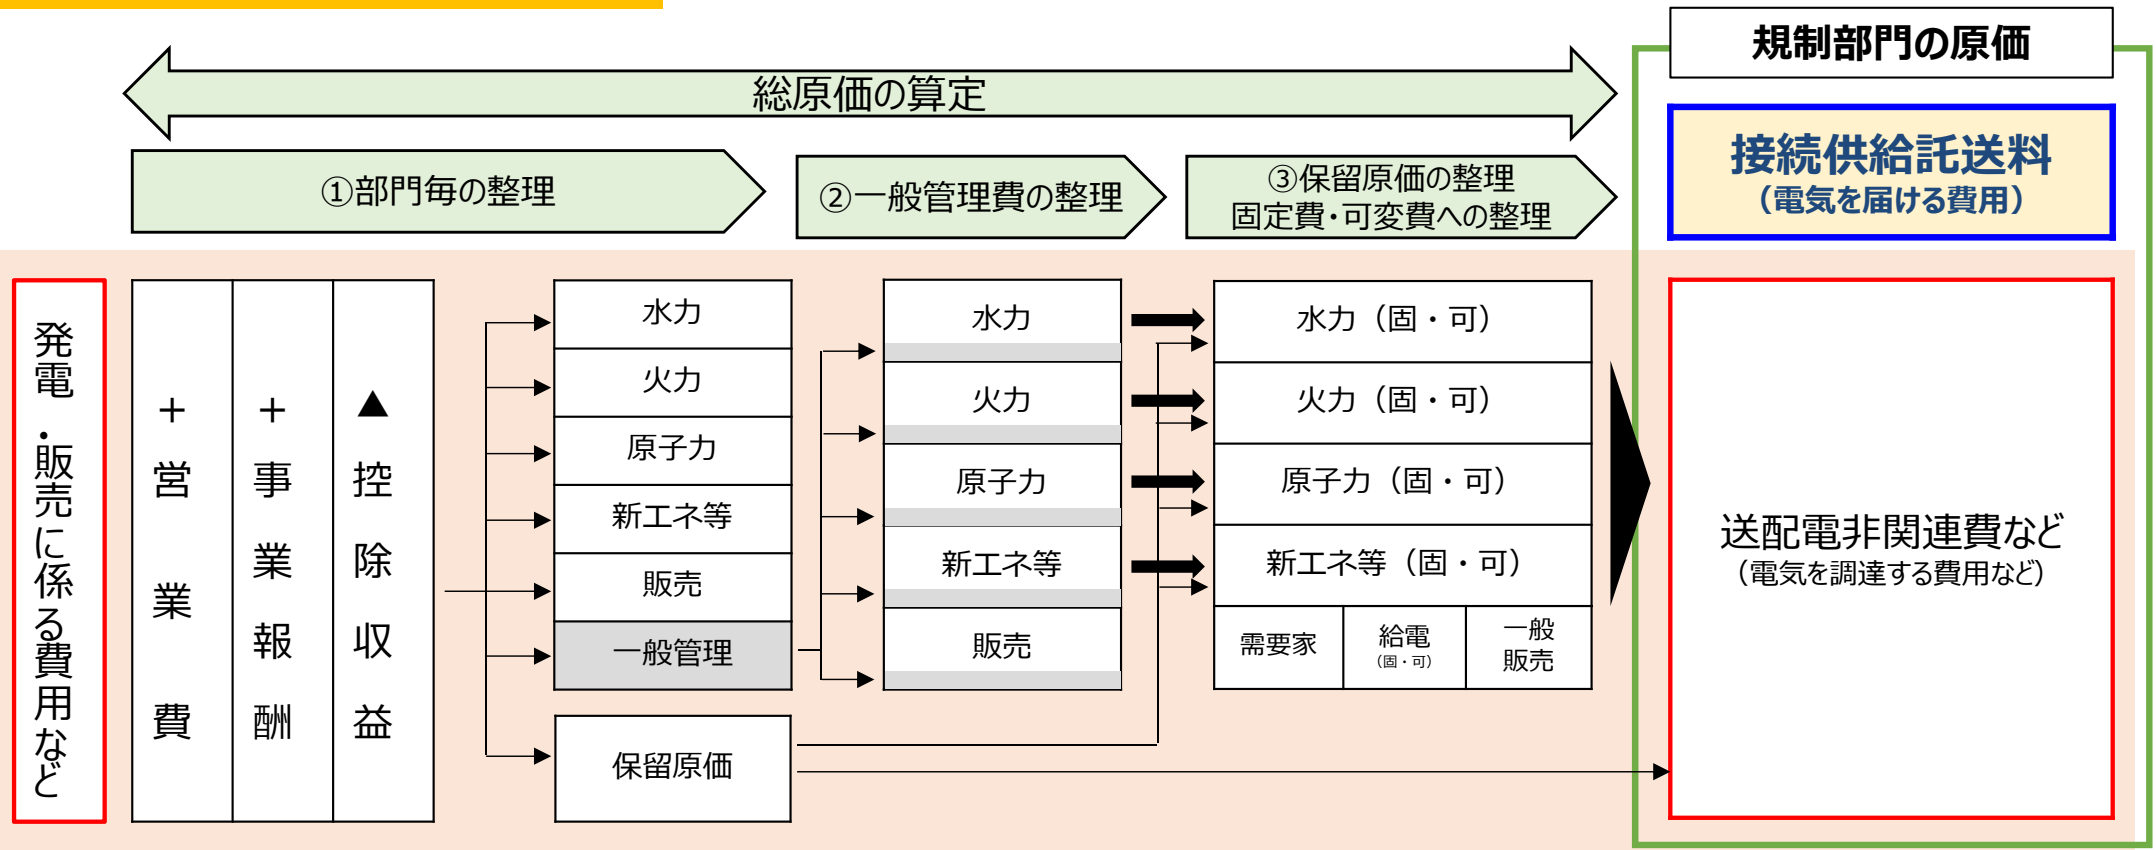 規制部門の原価
総原価の算定
接続供給託送料
（電気を届ける費用）
①部門毎の整理
②一般管理費の整理
③保留原価の整理
固定費・可変費への整理
発電・販売に係る費用など
＋営業費
＋事業報酬
▲控除収益
水力
火力
原子力
新エネ等
販売
一般管理
保留原価
水力
火力
原子力
新エネ等
販売
水力（固・可）
火力（固・可）
原子力（固・可）
新エネ等（固・可）
需要家
給電
（固・可）
一般
販売
送配電非関連費など
（電気を調達する費用など）